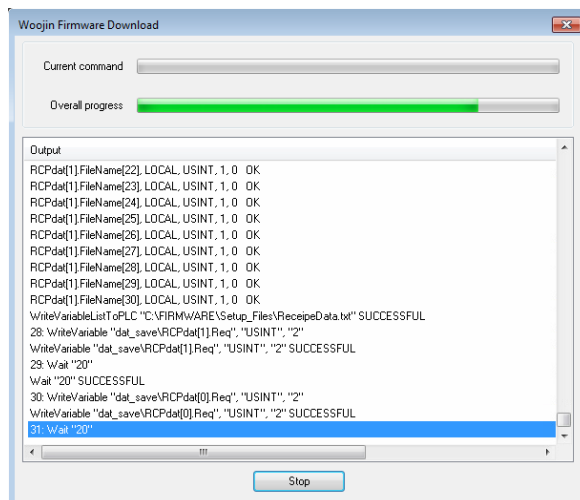 Woojin Firmware Download
Current command
Overall progress
Output
RCPdat[1].FileName[22], LOCAL, USINT, 1, 0 OK
RCPdat[1].FileName[23], LOCAL, USINT, 1, 0 OK
RCPdat[1].FileName[24], LOCAL, USINT, 1, 0 OK
RCPdat[1].FileName[25], LOCAL, USINT, 1, 0 OK
RCPdat[1].FileName[26], LOCAL, USINT, 1, 0 OK
RCPdat[1].FileName[27], LOCAL, USINT, 1, 0 OK
RCPdat[1].FileName[28], LOCAL, USINT, 1, 0 OK
RCPdat[1].FileName[29], LOCAL, USINT, 1, 0 OK
RCPdat[1].FileName[30], LOCAL, USINT, 1, 0 OK
WriteVariableListToPLC "C:\FIRMWARE\Setup_Files\ReceipeData.txt" SUCCESSFUL
28: WriteVariable "dat_save\RCPdat[1].Req", "USINT", "2"
WriteVariable "dat_save\RCPdat[1].Req", "USINT", "2" SUCCESSFUL
29: Wait "20"
Wait "20" SUCCESSFUL
30: WriteVariable "dat_save\RCPdat[0].Req", "USINT", "2"
WriteVariable "dat_save\RCPdat[0].Req", "USINT", "2" SUCCESSFUL
31: Wait "20"
Stop